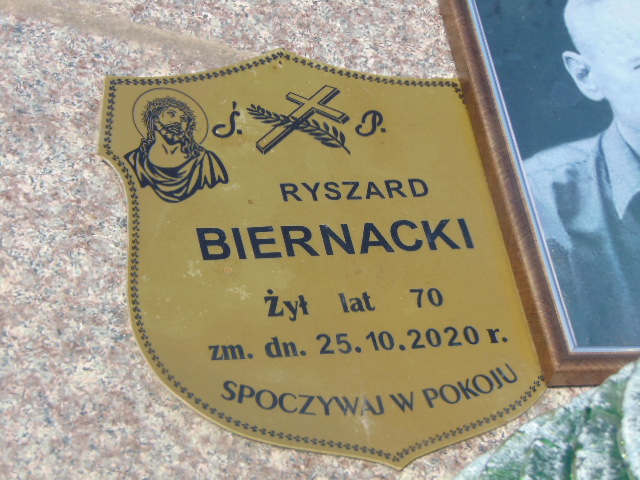 Ś. P.
RYSZARD
BIERNACKI
Żył lat 70
zm. dn. 25.10.2020 r.
SPOCZYWAJ W POKOJU